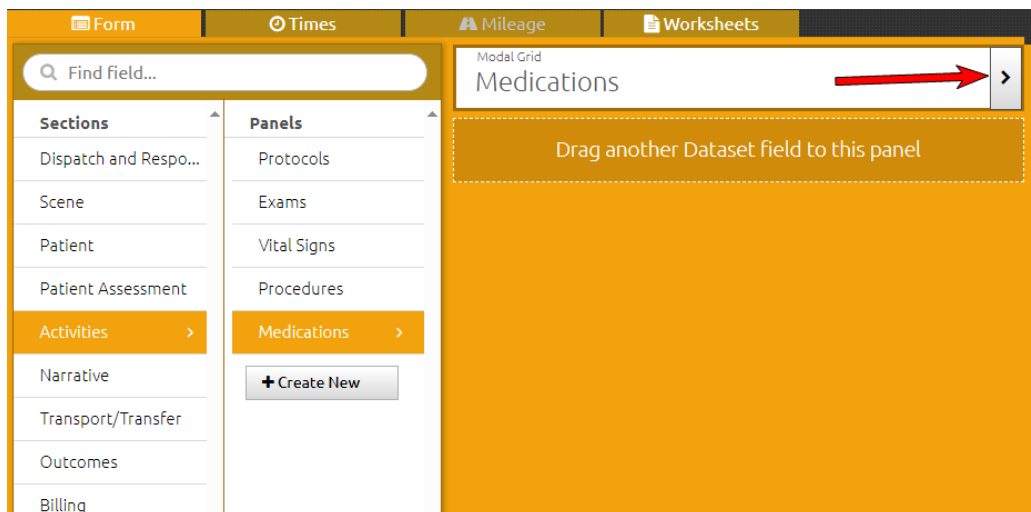 Form
Times
Mileage
Worksheets
Find field...
Sections
Dispatch and Respo...
Scene
Patient
Patient Assessment
Activities
Narrative
Transport/Transfer
Outcomes
Billing
Panels
Protocols
Exams
Vital Signs
Procedures
Medications
Create New
Modal Grid
Medications
Drag another Dataset field to this panel